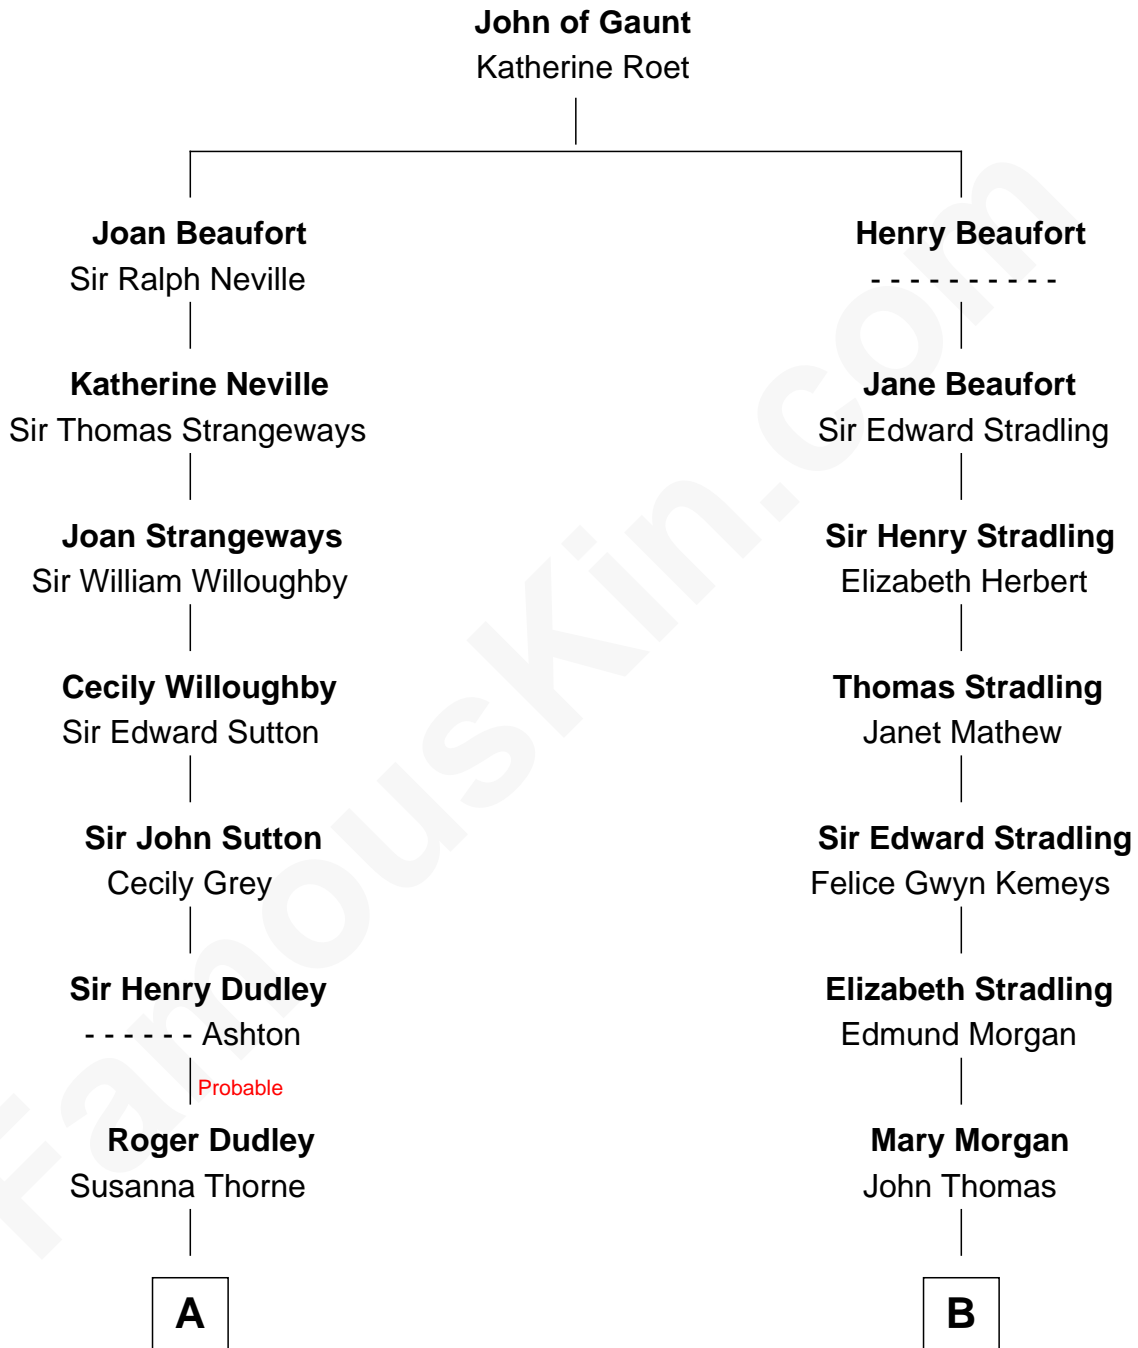 John of Gaunt
Katherine Roet
Joan Beaufort
Sir Ralph Neville
Katherine Neville
Sir Thomas Strangeways
Joan Strangeways
Sir William Willoughby
Cecily Willoughby
Sir Edward Sutton
Sir John Sutton
Cecily Grey
Sir Henry Dudley
- - - - - - Ashton
Probable
Roger Dudley
Susanna Thorne
A
Henry Beaufort
- - - - - - - - - -
Jane Beaufort
Sir Edward Stradling
Sir Henry Stradling
Elizabeth Herbert
Thomas Stradling
Janet Mathew
Sir Edward Stradling
Felice Gwyn Kemeys
Elizabeth Stradling
Edmund Morgan
Mary Morgan
John Thomas
B
FamousKin.com